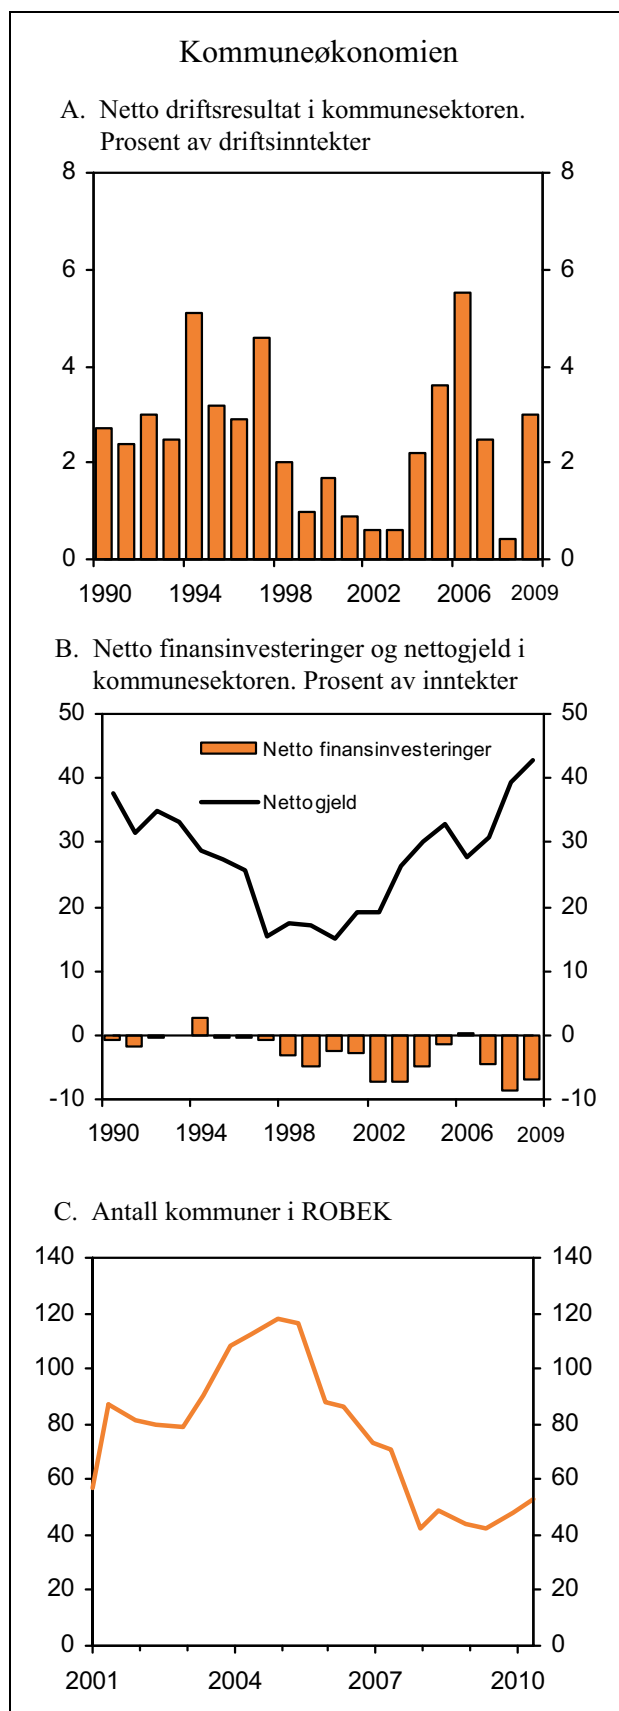 Kommuneøkonomien
A. Netto driftsresultat i kommunesektoren.
Prosent av driftsinntekter
8 8
6 6
4 4
2 2
0 0
1990 1994 1998 2002 2006 2009
B. Netto finansinvesteringer og nettogjeld i
kommunesektoren. Prosent av inntekter
50 50
Netto finansinvesteringer
40 40
Nettogjeld
30 30
20 20
10 10
0 0
-10 -10
1990 1994 1998 2002 2006 2009
C. Antall kommuner i ROBEK
140 140
120 120
100 100
80 80
60 60
40 40
20 20
0 0
2001 2004 2007 2010